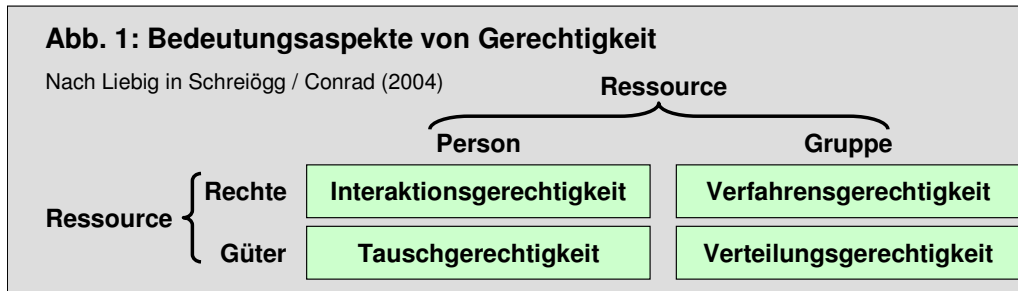 Abb. 1: Bedeutungsaspekte von Gerechtigkeit
Nach Liebig in Schreiögg / Conrad (2004)
Ressource
Person Gruppe
Rechte Interaktionsgerechtigkeit Verfahrensgerechtigkeit
Ressource
Güter Tauschgerechtigkeit Verteilungsgerechtigkeit